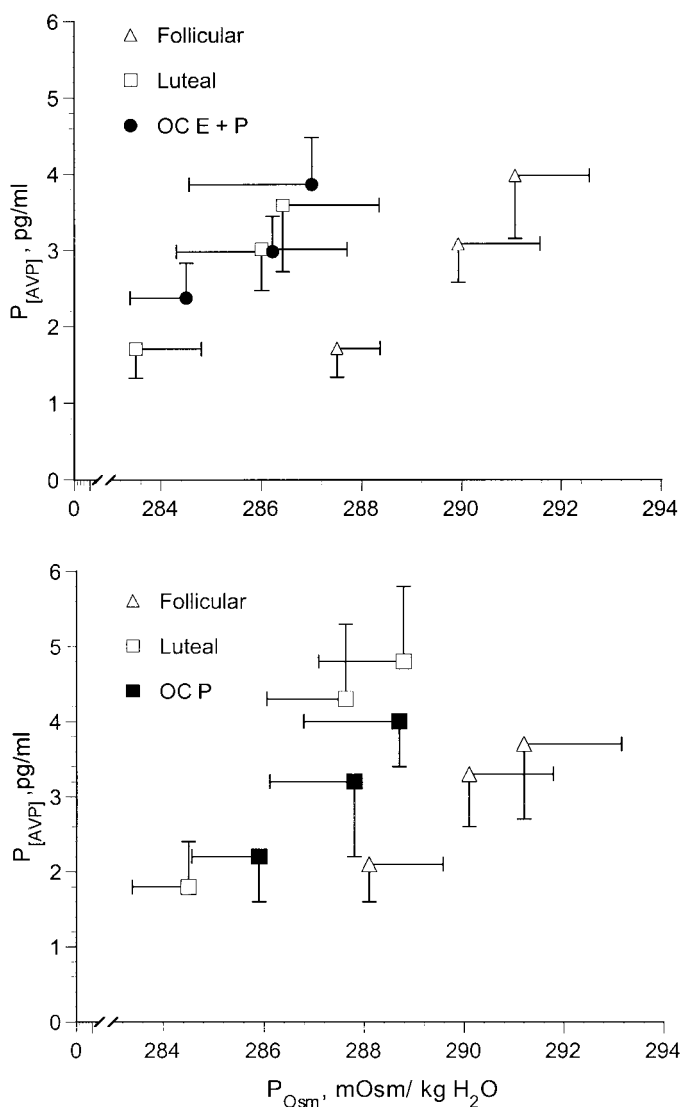 6
Follicular
Luteal
5
OC E + P
4
P[AVP], pg/ml
3
2
1
0
0 284 286 288 290 292 294
6
Follicular
Luteal
5
OC P
4
P[AVP],pg/ml
3
2
1
0
0 284 286 288 290 292 294
POsm, mOsm/ kg H2O